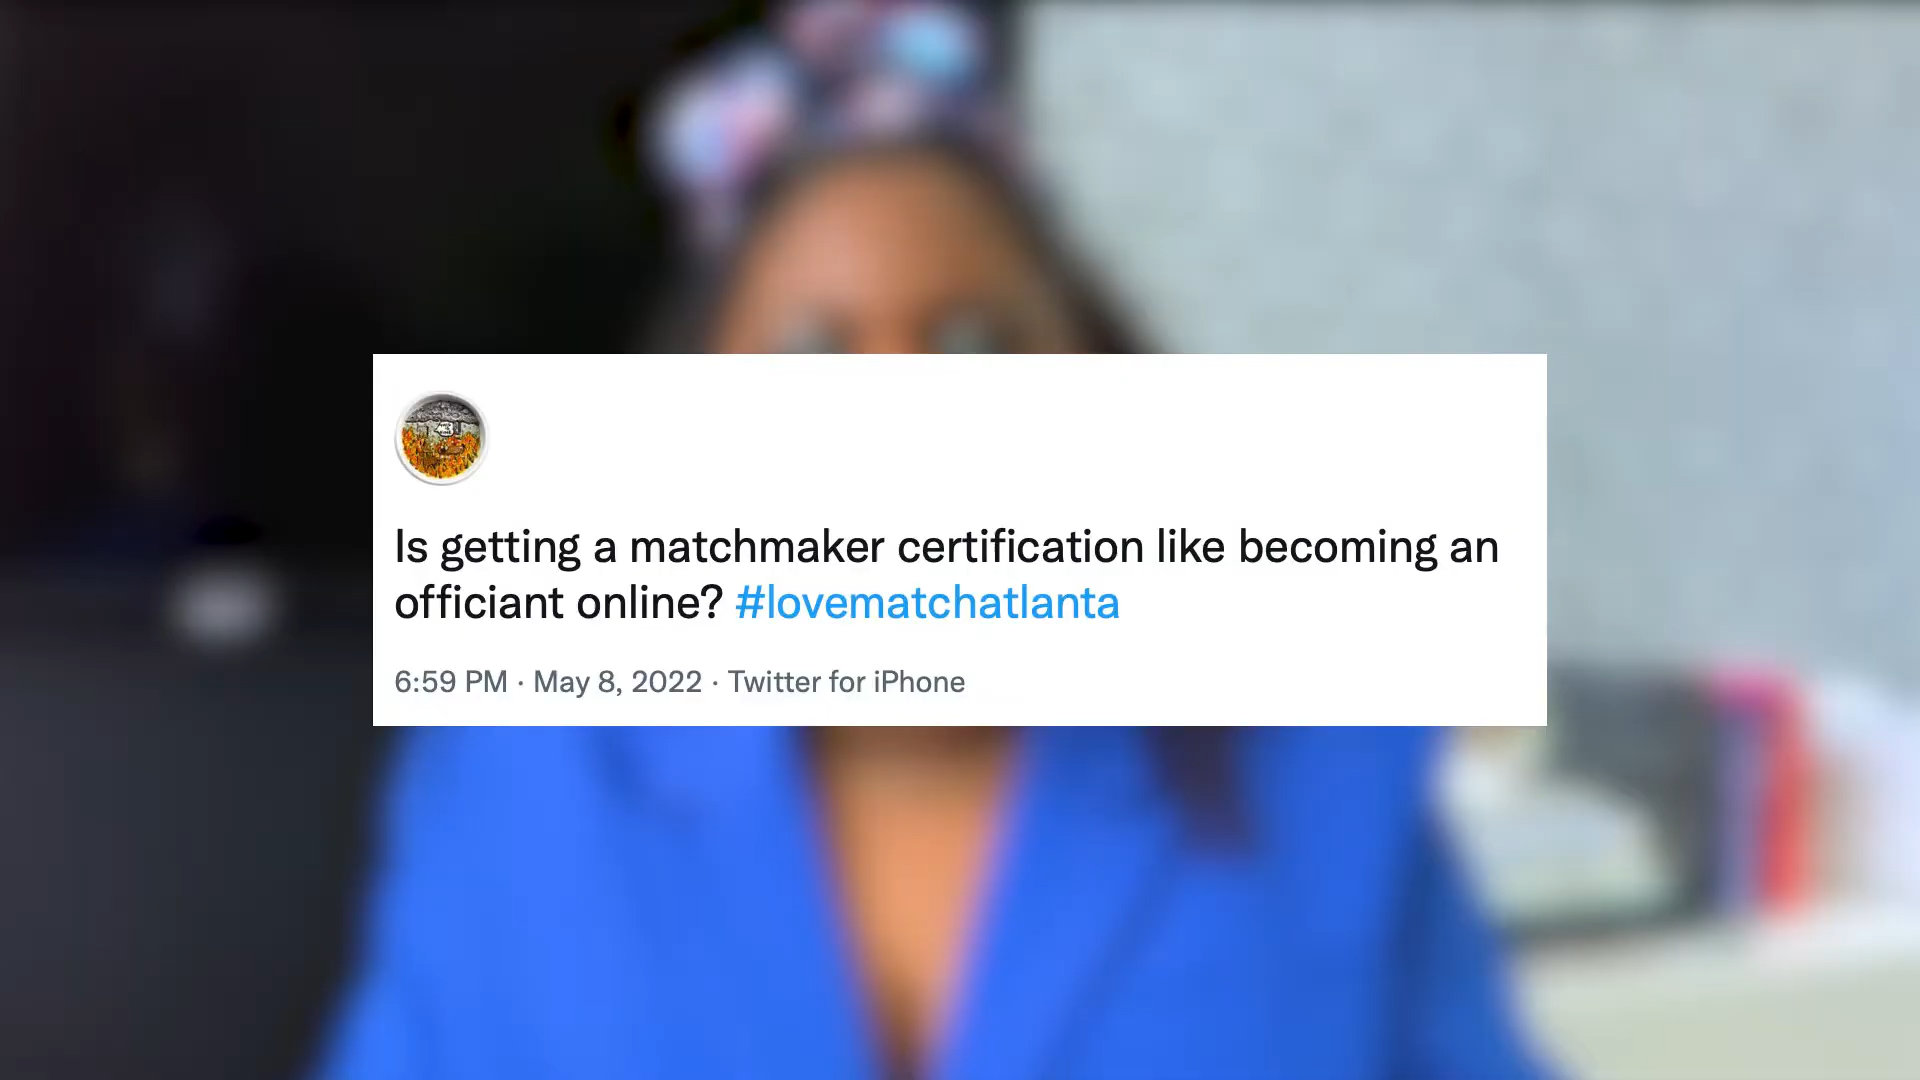 Is getting a matchmaker certification like becoming an
officiant online? #lovematchatlanta
6:59 PM · May 8, 2022 · Twitter for iPhone